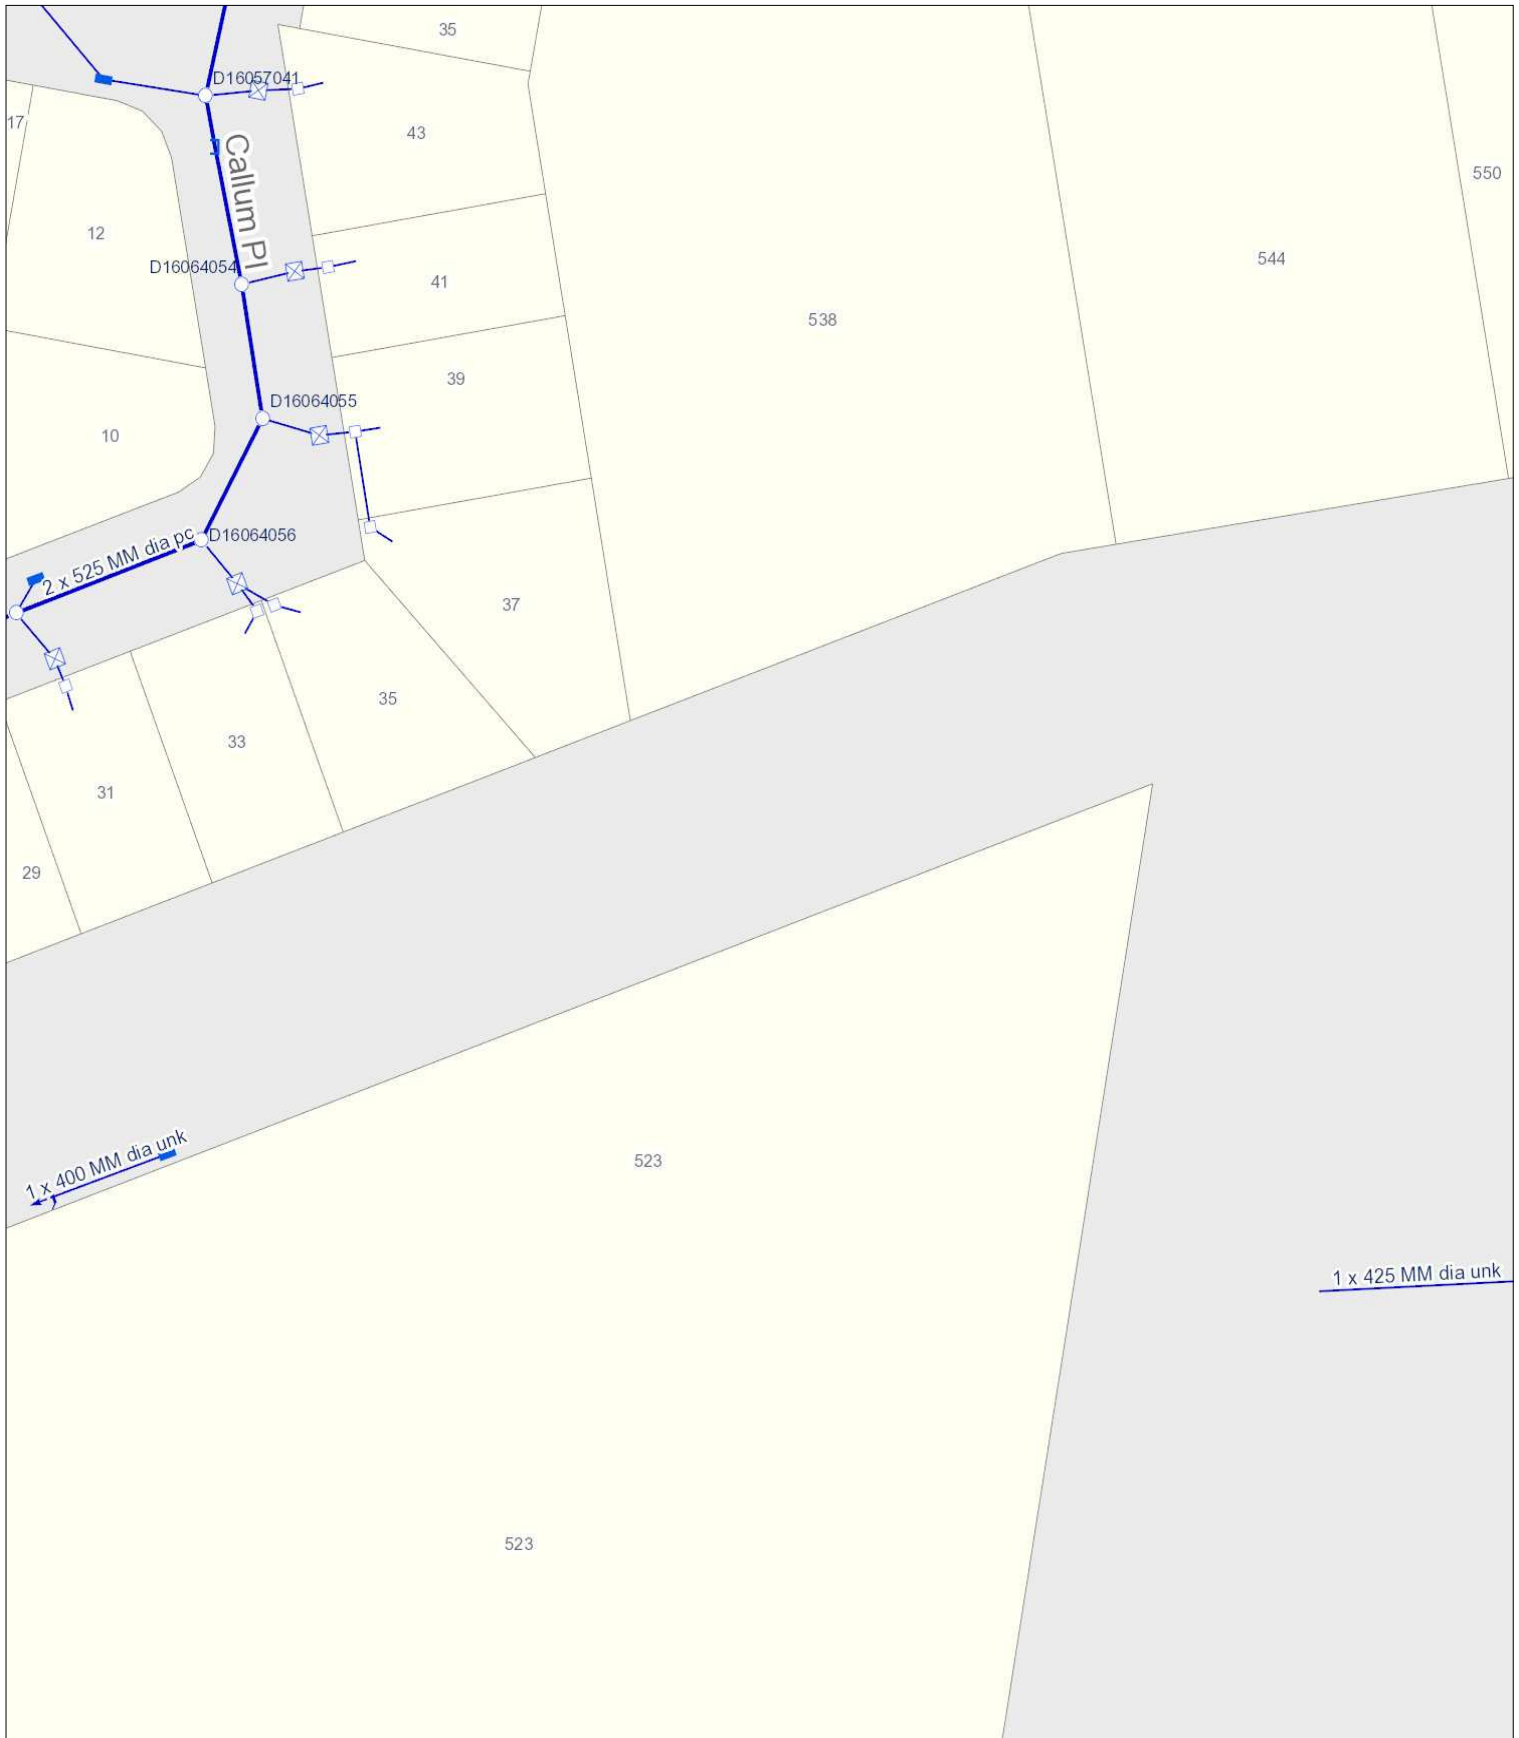 35
D16057041
17
43
Callum Pl
550
12
544
D16064054
41
538
39
D16064055
10
2 x 525 MM dia pc
D16064056
37
35
33
31
29
1 x 400 MM dia unk
523
1 x 425 MM dia unk
523